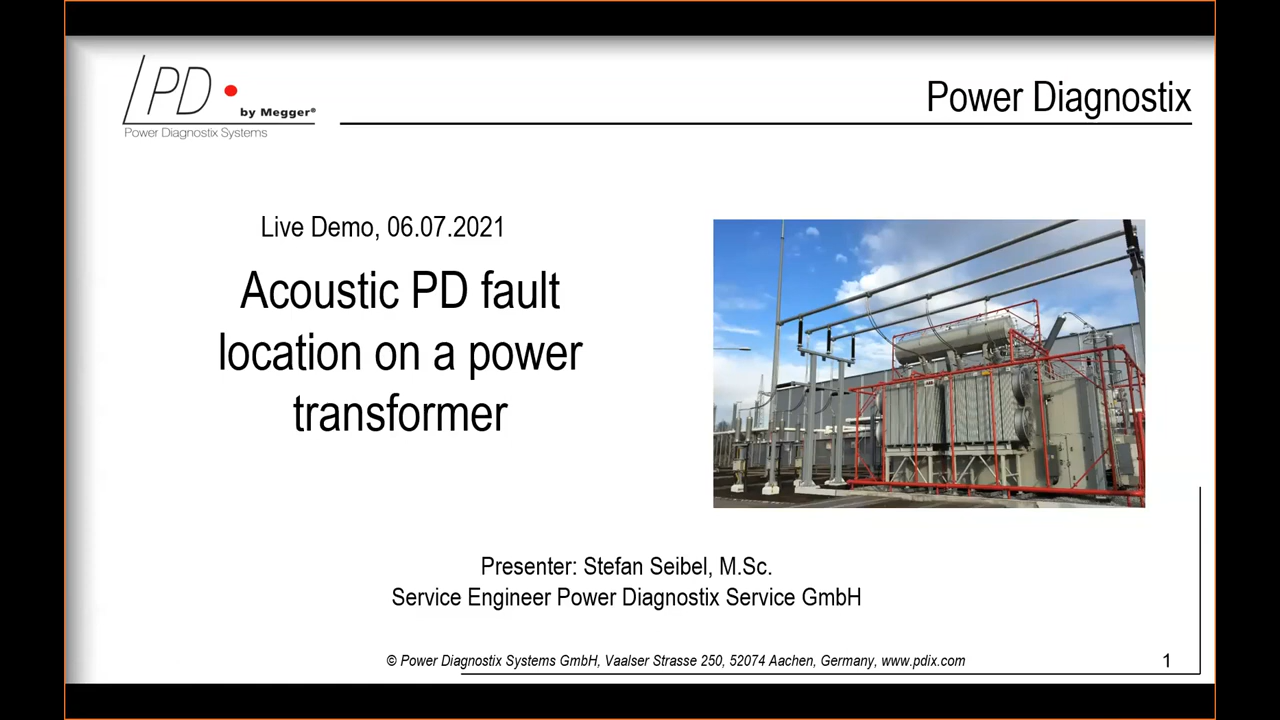 PD
by Megger®
Power Diagnostix Systems
Power Diagnostix
Live Demo, 06.07.2021
Acoustic PD fault
location on a power
transformer
Presenter: Stefan Seibel, M.Sc.
Service Engineer Power Diagnostix Service GmbH
© Power Diagnostix Systems GmbH, Vaalser Strasse 250, 52074 Aachen, Germany, www.pdix.com
1